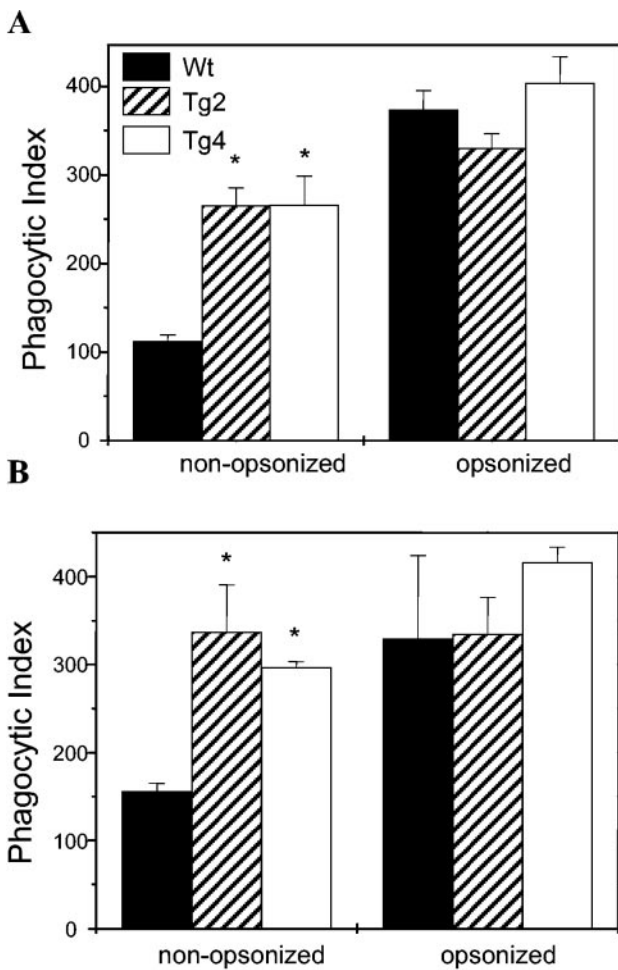 A
Wt
Tg2
Tg4
* *
400
300
200
100
0
Phagocytic Index
non-opsonized opsonized
B
*
*
400
300
200
100
0
Phagocytic Index
non-opsonized opsonized